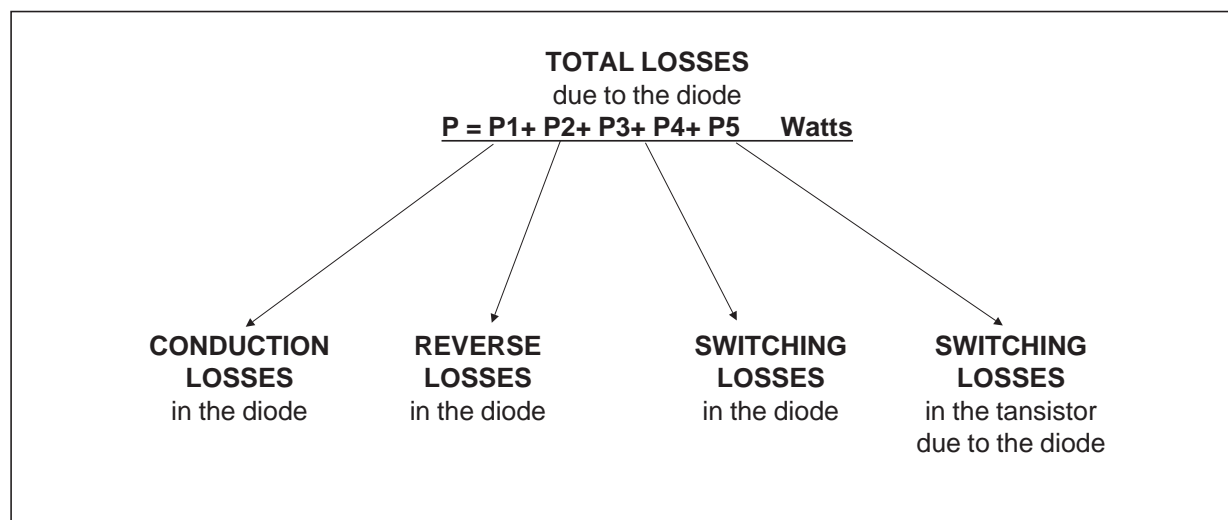 TOTAL LOSSES
due to the diode
P = P1+ P2+ P3+ P4+ P5 Watts
CONDUCTION
LOSSES
in the diode
REVERSE
LOSSES
in the diode
SWITCHING
LOSSES
in the diode
SWITCHING
LOSSES
in the tansistor
due to the diode